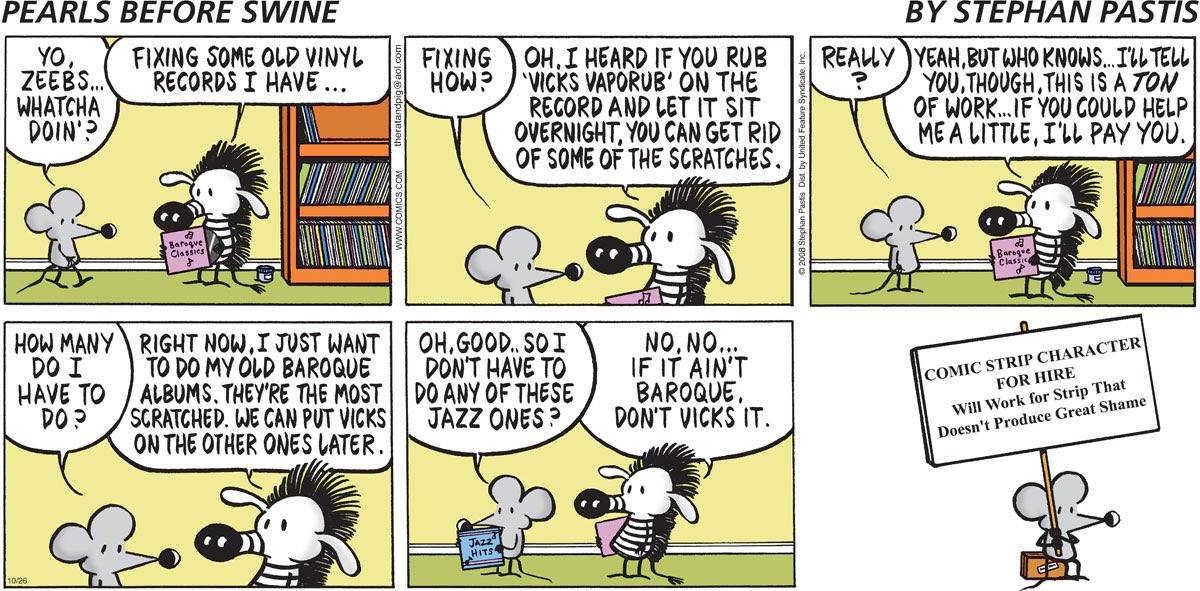 PEARLS BEFORE SWINE
BY STEPHAN PASTIS
YO,
ZEEBS...
WHATCHA
DOIN'?
FIXING SOME OLD VINYL
RECORDS I HAVE...
Baroque
Classics
theratandpig@aol.com
WWW.COMICS.COM
FIXING
HOW?
OH, I HEARD IF YOU RUB
'VICKS VAPORUB' ON THE
RECORD AND LET IT SIT
OVERNIGHT, YOU CAN GET RID
OF SOME OF THE SCRATCHES.
© 2008 Stephan Pastis Dist. by United Feature Syndicate, Inc.
REALLY
?
YEAH, BUT WHO KNOWS... I'LL TELL
YOU, THOUGH, THIS IS A TON
OF WORK... IF YOU COULD HELP
ME A LITTLE, I'LL PAY YOU.
Baroque
Classic
HOW MANY
DO I
HAVE TO
DO?
RIGHT NOW, I JUST WANT
TO DO MY OLD BAROQUE
ALBUMS. THEY'RE THE MOST
SCRATCHED. WE CAN PUT VICKS
ON THE OTHER ONES LATER.
10/26
OH, GOOD.. SO I
DON'T HAVE TO
DO ANY OF THESE
JAZZ ONES?
NO, NO...
IF IT AIN'T
BAROQUE,
DON'T VICKS IT.
JAZZ
HITS
COMIC STRIP CHARACTER
FOR HIRE
Will Work for Strip That
Doesn't Produce Great Shame